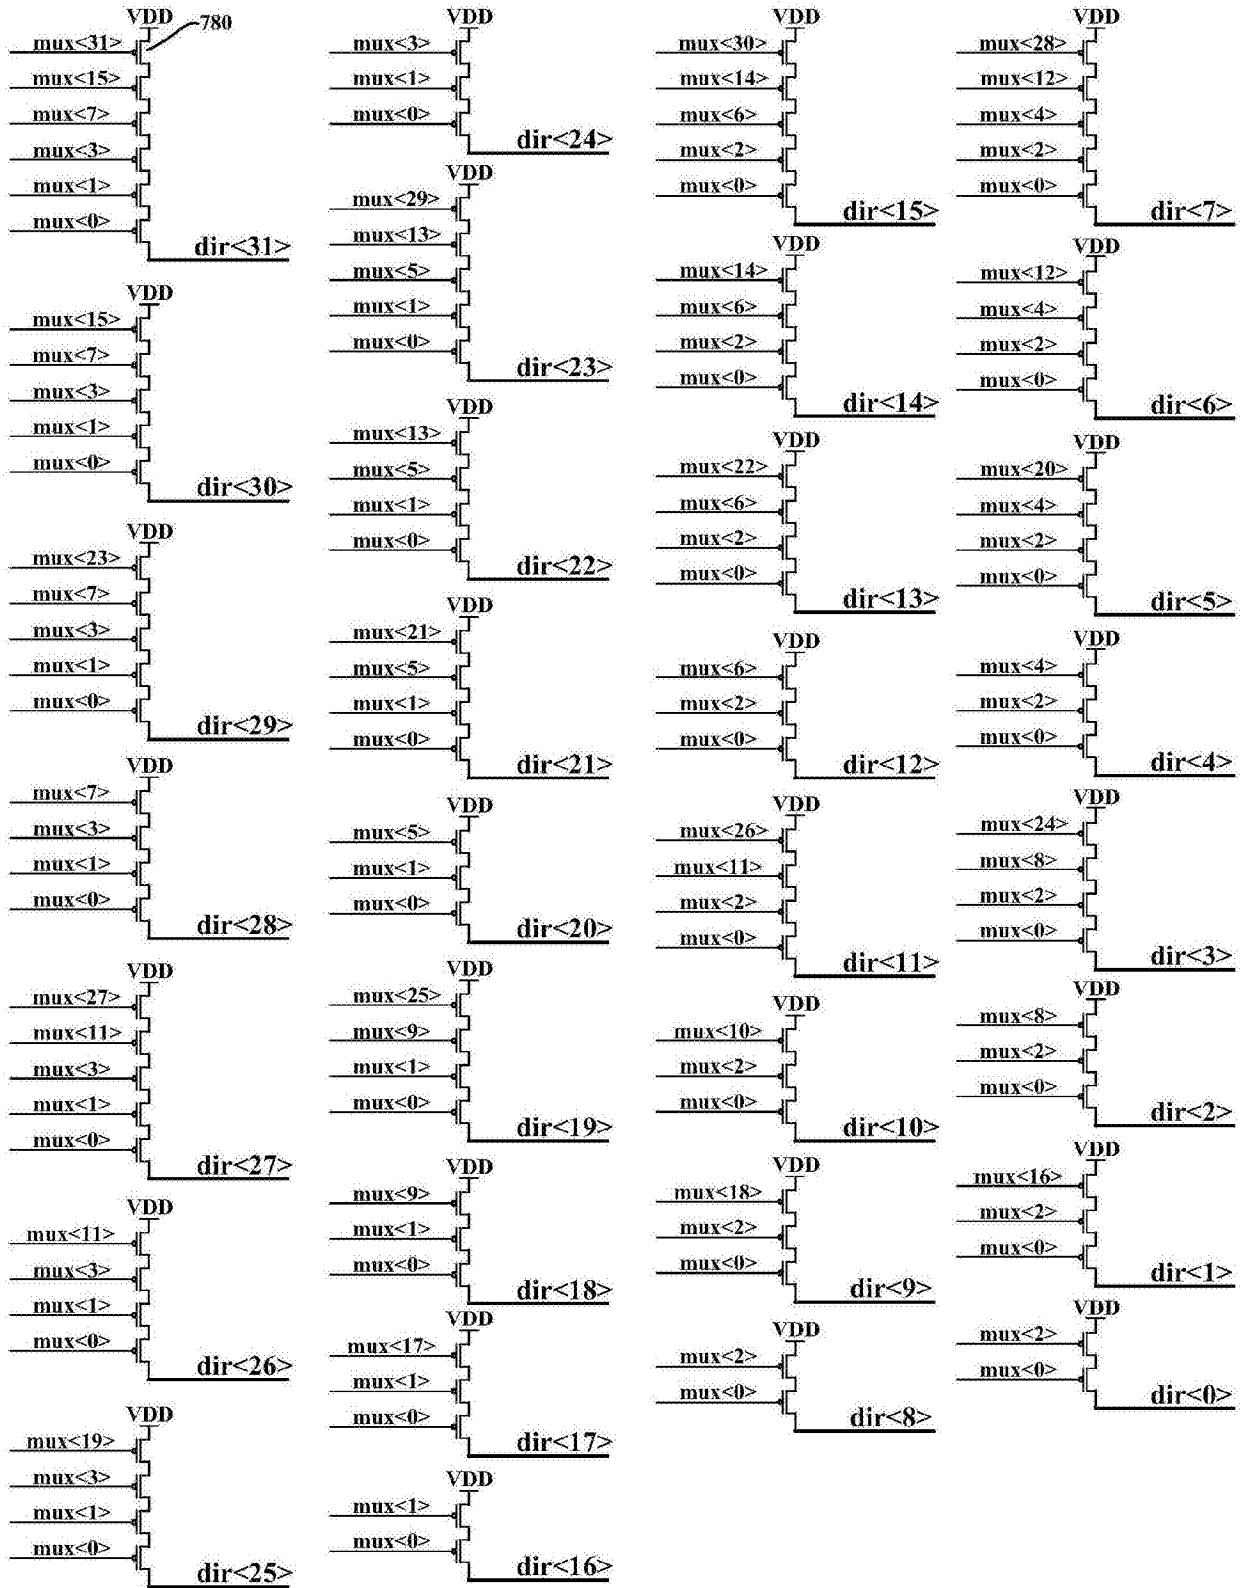 VDD
780
mux<31>
mux<15>
mux<7>
mux<3>
mux<1>
mux<0>
dir<31>
VDD
mux<15>
mux<7>
mux<3>
mux<1>
mux<0>
dir<30>
VDD
mux<23>
mux<7>
mux<3>
mux<1>
mux<0>
dir<29>
VDD
mux<7>
mux<3>
mux<1>
mux<0>
dir<28>
VDD
mux<27>
mux<11>
mux<3>
mux<1>
mux<0>
dir<27>
VDD
mux<11>
mux<3>
mux<1>
mux<0>
dir<26>
VDD
mux<19>
mux<3>
mux<1>
mux<0>
dir<25>
VDD
mux<3>
mux<1>
mux<0>
dir<24>
VDD
mux<29>
mux<13>
mux<5>
mux<1>
mux<0>
dir<23>
VDD
mux<13>
mux<5>
mux<1>
mux<0>
dir<22>
VDD
mux<21>
mux<5>
mux<1>
mux<0>
dir<21>
VDD
mux<5>
mux<1>
mux<0>
dir<20>
VDD
mux<25>
mux<9>
mux<1>
mux<0>
dir<19>
VDD
mux<9>
mux<1>
mux<0>
dir<18>
VDD
mux<17>
mux<1>
mux<0>
dir<17>
VDD
mux<1>
mux<0>
dir<16>
VDD
mux<30>
mux<14>
mux<6>
mux<2>
mux<0>
dir<15>
VDD
mux<14>
mux<6>
mux<2>
mux<0>
dir<14>
VDD
mux<22>
mux<6>
mux<2>
mux<0>
dir<13>
VDD
mux<6>
mux<2>
mux<0>
dir<12>
VDD
mux<26>
mux<11>
mux<2>
mux<0>
dir<11>
VDD
mux<10>
mux<2>
mux<0>
dir<10>
VDD
mux<18>
mux<2>
mux<0>
dir<9>
VDD
mux<2>
mux<0>
dir<8>
VDD
mux<28>
mux<12>
mux<4>
mux<2>
mux<0>
dir<7>
VDD
mux<12>
mux<4>
mux<2>
mux<0>
dir<6>
VDD
mux<20>
mux<4>
mux<2>
mux<0>
dir<5>
VDD
mux<4>
mux<2>
mux<0>
dir<4>
VDD
mux<24>
mux<8>
mux<2>
mux<0>
dir<3>
VDD
mux<8>
mux<2>
mux<0>
dir<2>
VDD
mux<16>
mux<2>
mux<0>
dir<1>
VDD
mux<2>
mux<0>
dir<0>